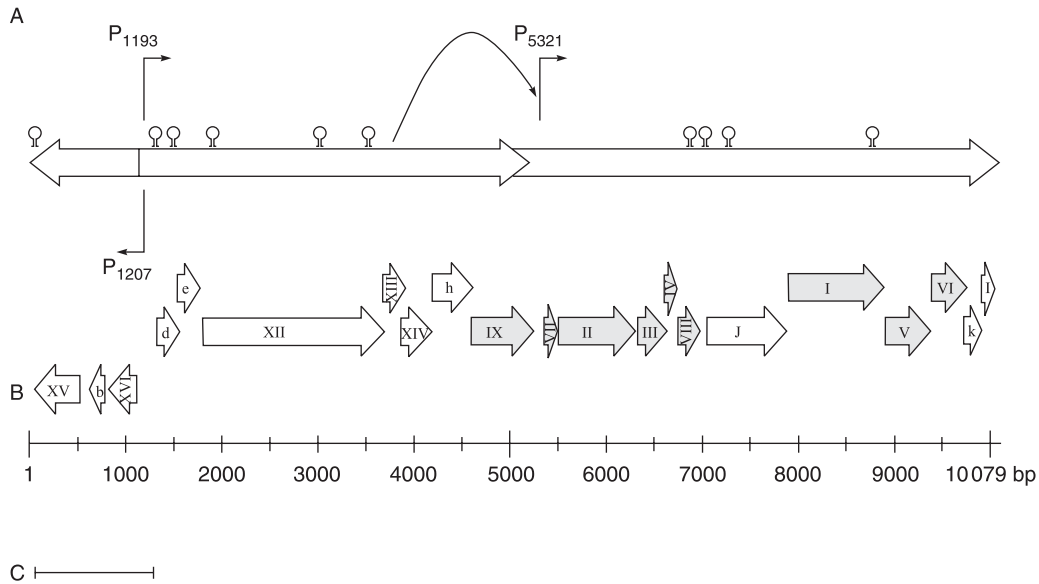 A
P1193
P5321
P1207
e
XIII
h
IV
I
VI
l
d
XII
XIV
IX
VII
II
III
VIII
J
V
k
B
XV
b
XVI
1
1000
2000
3000
4000
5000
6000
7000
8000
9000
10 079 bp
C